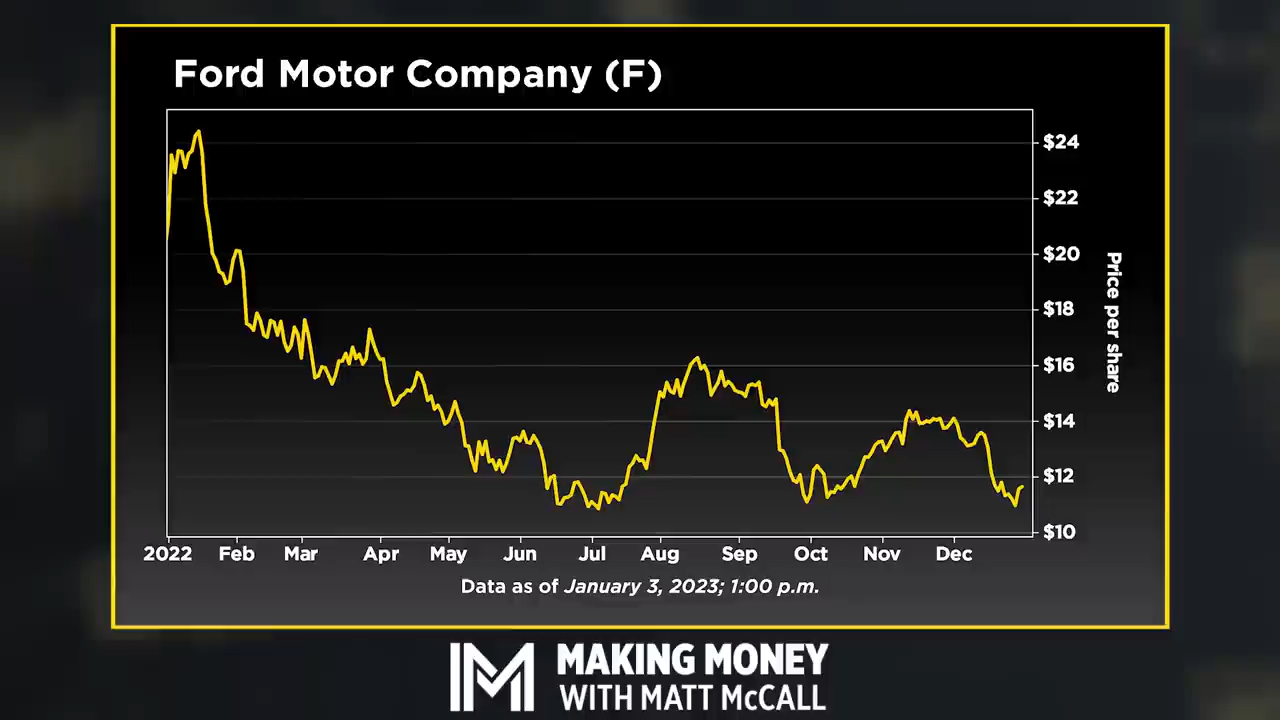 Ford Motor Company (F)
$24
$22
$20
$18
$16
$14
$12
$10
Price per share
2022 Feb Mar Apr May Jun Jul Aug Sep Oct Nov Dec
Data as of January 3, 2023; 1:00 p.m.
MM MAKING MONEY
WITH MATT McCALL